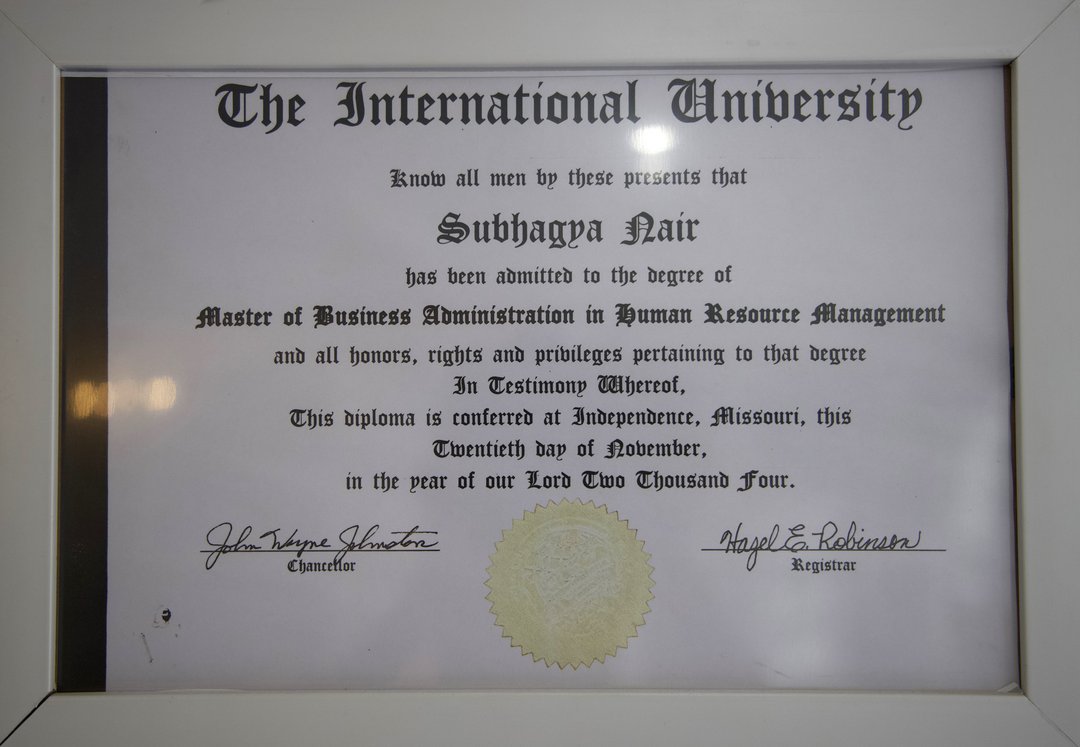 The International University
Know all men by these presents that
Subhagya Nair
has been admitted to the degree of
Master of Business Administration in Human Resource Management
and all honors, rights and privileges pertaining to that degree
In Testimony Whereof,
This diploma is conferred at Independence, Missouri, this
Twentieth day of November,
in the year of our Lord Two Thousand Four.
John Wayne Johnston
Hazel E. Robinson
Chancellor
Registrar